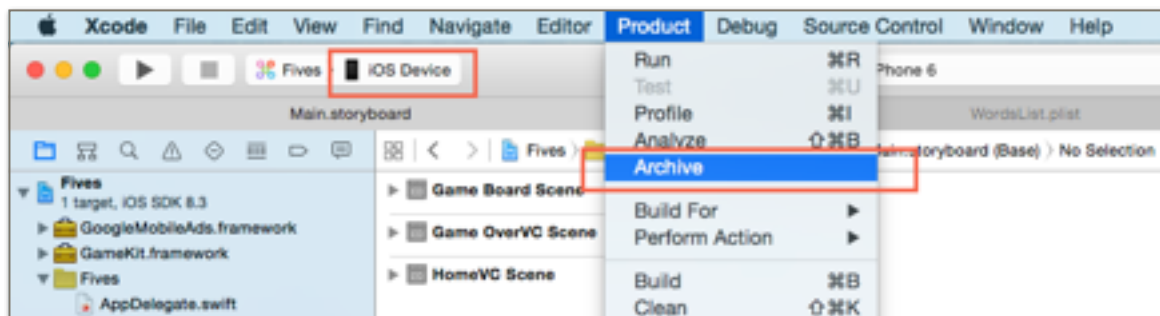 Xcode File Edit View Find Navigate Editor Product Debug Source Control Window Help
Fives iOS Device
Run ⌘R
Phone 6
Test ⌘U
Main.storyboard
Profile ⌘I
WordsList.plist
Analyze ⇧⌘B
Fives
Main.storyboard (Base) No Selection
Archive
Fives
1 target, iOS SDK 8.3
Game Board Scene
Build For
GoogleMobileAds.framework
Game OverVC Scene
Perform Action
GameKit.framework
HomeVC Scene
Fives
Build ⌘B
AppDelegate.swift
Clean ⇧⌘K